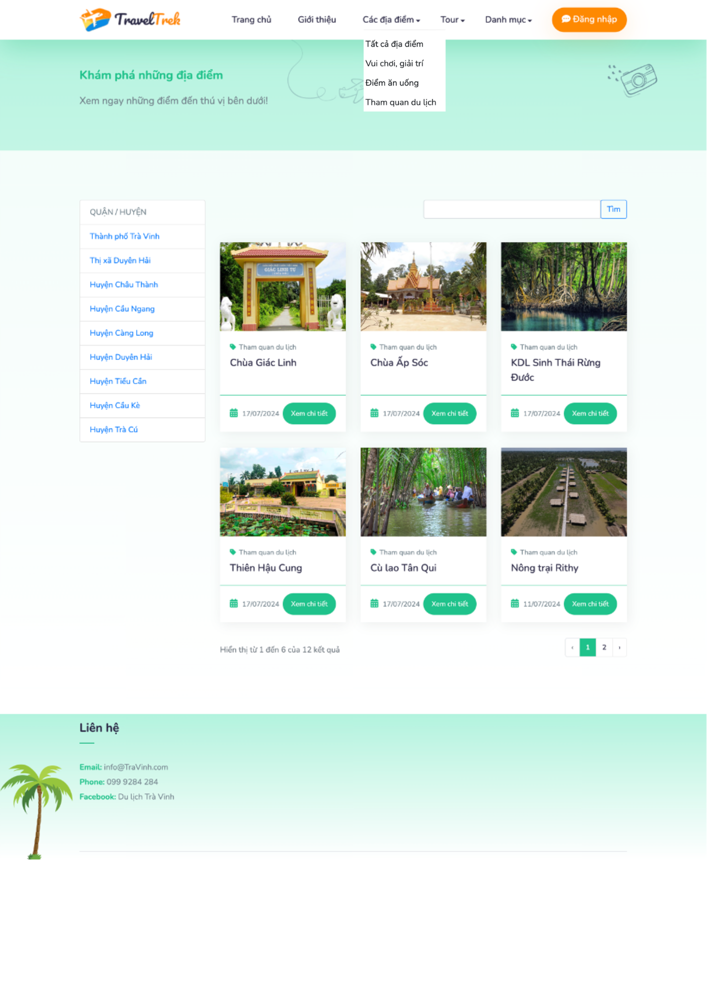 TravelTrek
Trang chủ
Giới thiệu
Các địa điểm
Tour
Danh mục
Đăng nhập
Tất cả địa điểm
Vui chơi, giải trí
Điểm ăn uống
Tham quan du lịch
Khám phá những địa điểm
Xem ngay những điểm đến thú vị bên dưới!
QUẬN / HUYỆN
Thành phố Trà Vinh
Thị xã Duyên Hải
Huyện Châu Thành
Huyện Cầu Ngang
Huyện Càng Long
Huyện Duyên Hải
Huyện Tiểu Cần
Huyện Cầu Kè
Huyện Trà Cú
Tìm
GIÁC LINH TỰ
Tham quan du lịch
Chùa Giác Linh
17/07/2024
Xem chi tiết
Tham quan du lịch
Chùa Ấp Sóc
17/07/2024
Xem chi tiết
Tham quan du lịch
KDL Sinh Thái Rừng
Đước
17/07/2024
Xem chi tiết
Tham quan du lịch
Thiên Hậu Cung
17/07/2024
Xem chi tiết
Tham quan du lịch
Cù lao Tân Qui
17/07/2024
Xem chi tiết
Tham quan du lịch
Nông trại Rithy
11/07/2024
Xem chi tiết
Hiển thị từ 1 đến 6 của 12 kết quả
‹ 1 2 ›
Liên hệ
Email: info@TraVinh.com
Phone: 099 9284 284
Facebook: Du lịch Trà Vinh